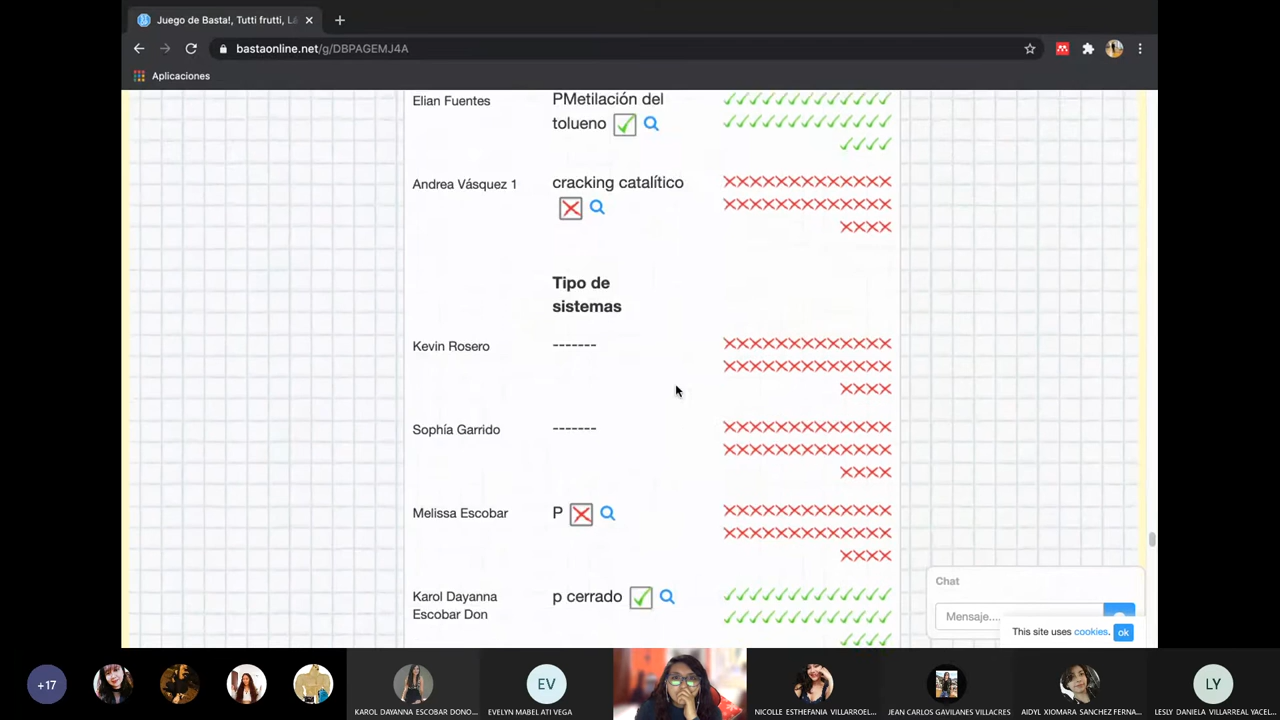 Juego de Basta!, Tutti frutti, Lá
bastaonline.net/g/DBPAGEMJ4A
Aplicaciones
Elian Fuentes
PMetilación del
tolueno
Andrea Vásquez 1
cracking catalítico
Tipo de
sistemas
Kevin Rosero
-------
Sophía Garrido
-------
Melissa Escobar
P
Karol Dayanna
Escobar Don
p cerrado
Chat
Mensaje....
This site uses cookies. ok
+17
KAROL DAYANNA ESCOBAR DONO...
EV
EVELYN MABEL ATI VEGA
NICOLLE ESTHEFANIA VILLARROEL...
JEAN CARLOS GAVILANES VILLACRES
AIDYL XIOMARA SANCHEZ FERNA...
LY
LESLY DANIELA VILLARREAL YACEL...